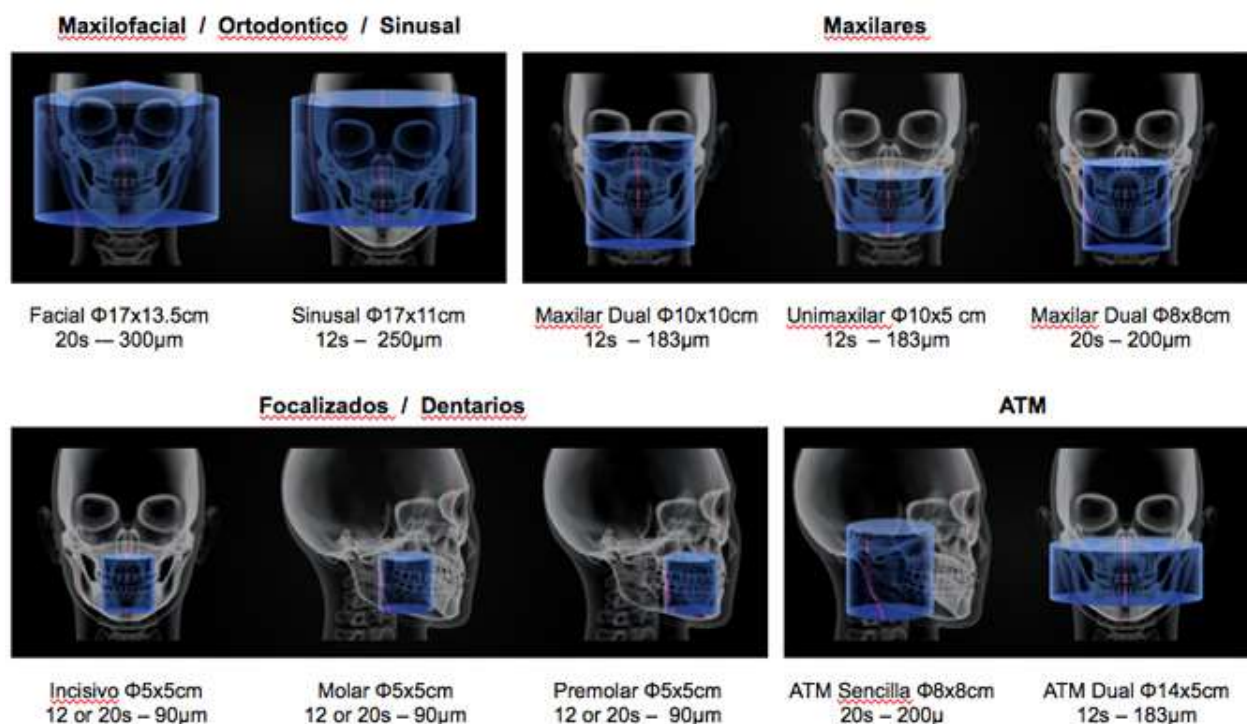 Maxilofacial / Ortodontico / Sinusal
Maxilares
Facial Φ17x13.5cm
20s — 300µm
Sinusal Φ17x11cm
12s – 250µm
Maxilar Dual Φ10x10cm
12s – 183µm
Unimaxilar Φ10x5 cm
12s – 183µm
Maxilar Dual Φ8x8cm
20s – 200µm
Focalizados / Dentarios
ATM
Incisivo Φ5x5cm
12 or 20s – 90µm
Molar Φ5x5cm
12 or 20s – 90µm
Premolar Φ5x5cm
12 or 20s – 90µm
ATM Sencilla Φ8x8cm
20s – 200µ
ATM Dual Φ14x5cm
12s – 183µm